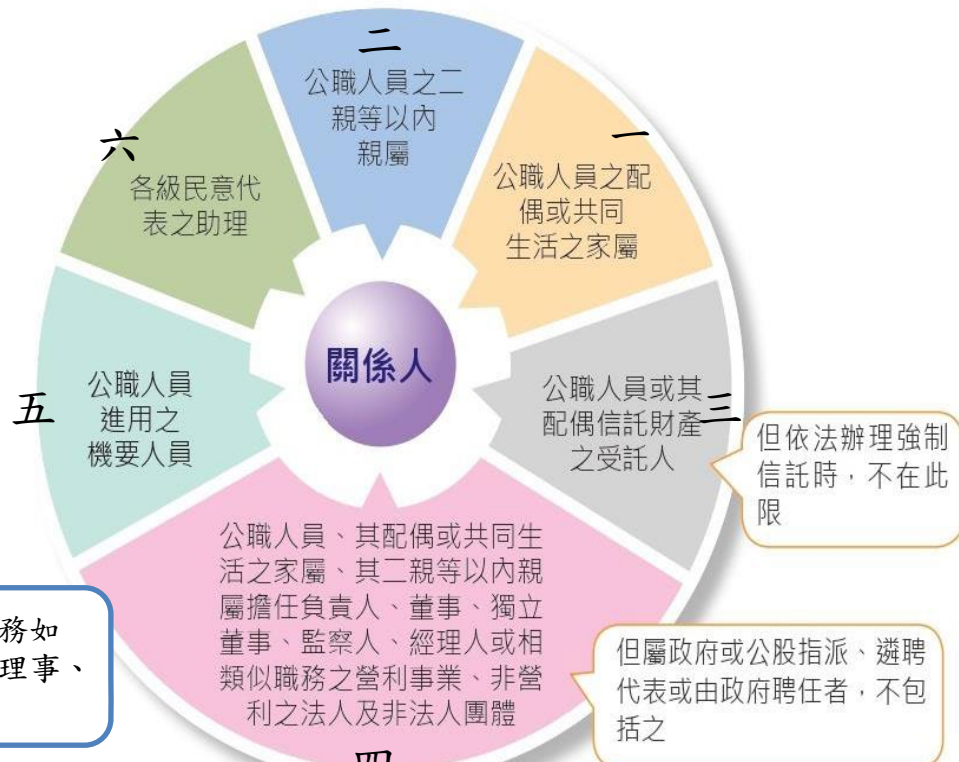 二
公職人員之二
親等以內
親屬
一
公職人員之配
偶或共同
生活之家屬
六
各級民意代
表之助理
關係人
三
公職人員或其
配偶信託財產
之受託人
但依法辦理強制
信託時，不在此
限
五
公職人員
進用之
機要人員
公職人員、其配偶或共同生
活之家屬、其二親等以內親
屬擔任負責人、董事、獨立
董事、監察人、經理人或相
類似職務之營利事業、非營
利之法人及非法人團體
四
務如
理事、
但屬政府或公股指派、遴聘
代表或由政府聘任者，不包
括之